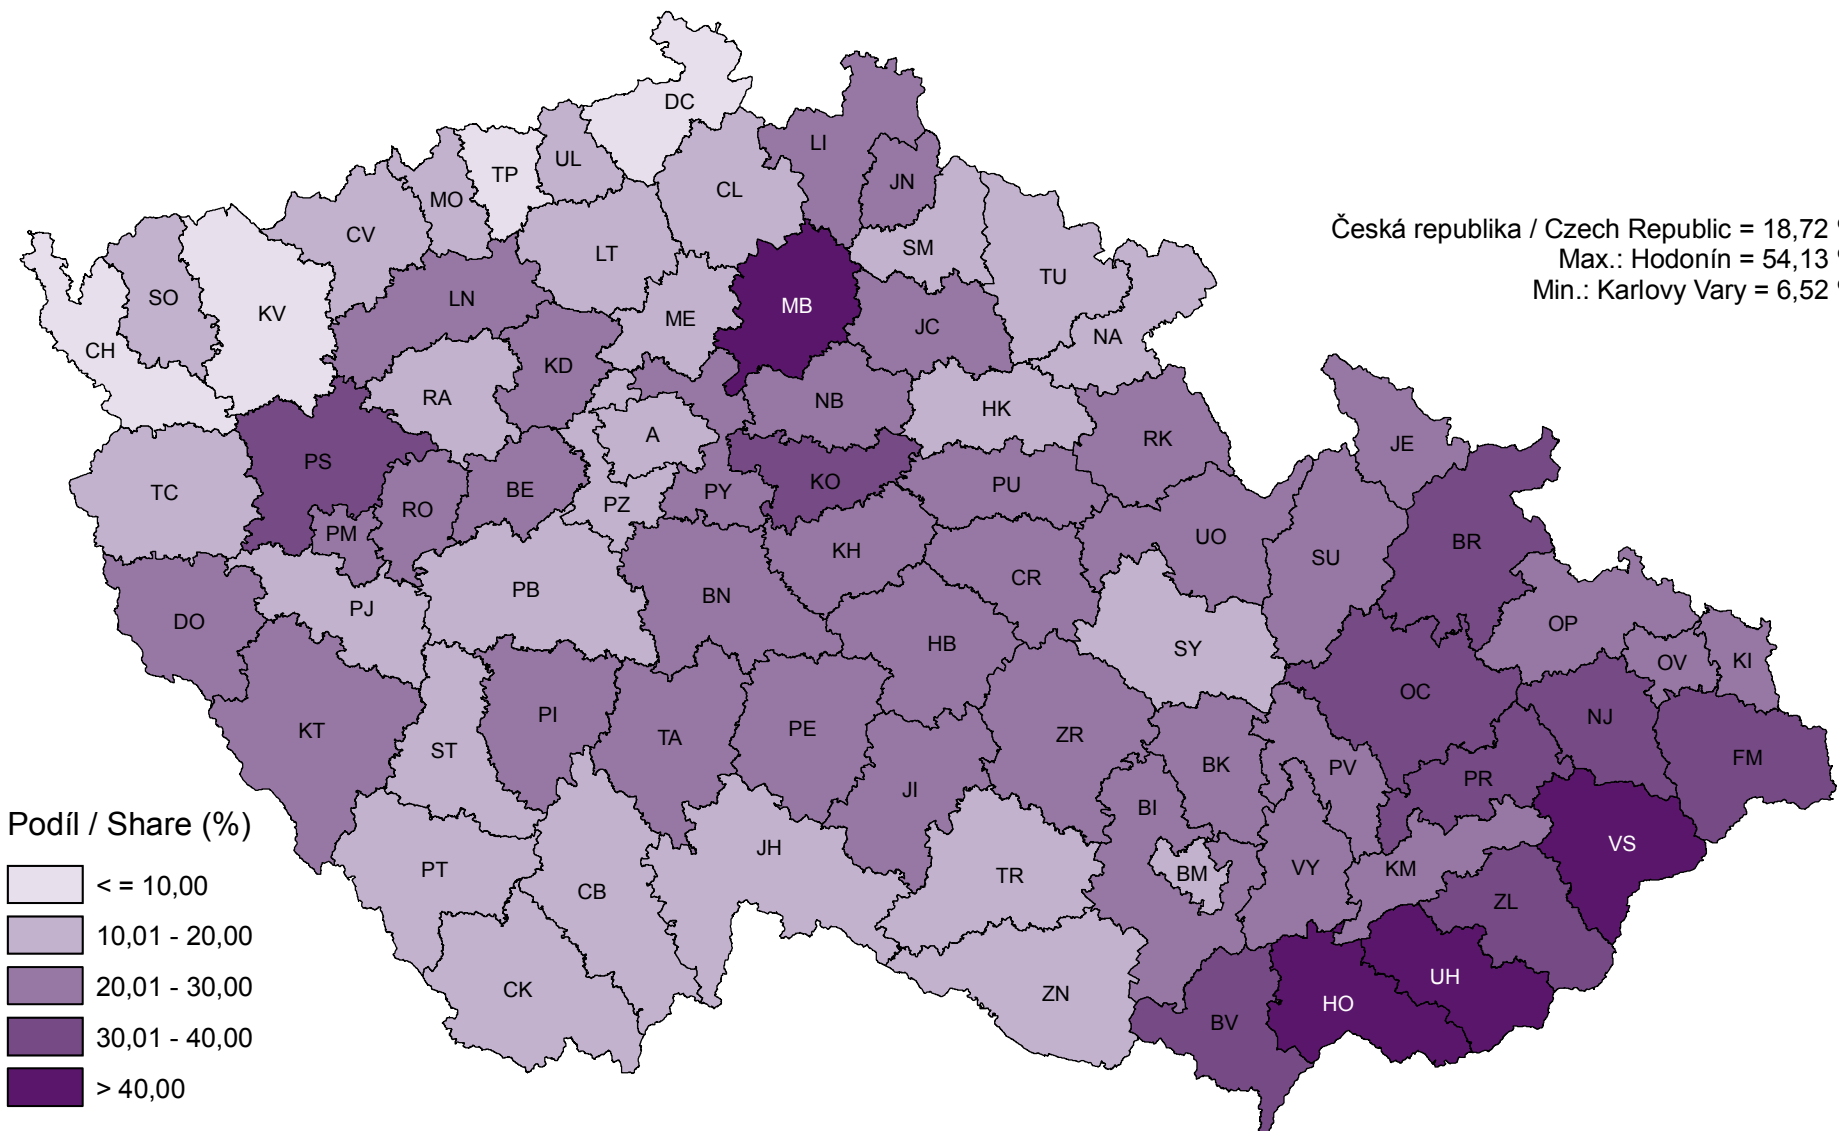 DC
LI
UL
TP
JN
CL
MO
CV
SM
LT
TU
SO
LN
MB
KV
ME
JC
NA
CH
KD
RA
NB
HK
A
RK
JE
PS
TC
BE
KO
PU
PY
PZ
RO
PM
UO
BR
KH
SU
CR
PB
BN
PJ
DO
HB
SY
OP
OV
KI
OC
PI
NJ
KT
PE
ZR
TA
ST
FM
BK
PV
PR
JI
BI
VS
JH
PT
VY
KM
BM
TR
CB
ZL
UH
CK
ZN
HO
BV
Česká republika / Czech Republic = 18,72
Max.: Hodonín = 54,13
Min.: Karlovy Vary = 6,52
Podíl / Share (%)
< = 10,00
10,01 - 20,00
20,01 - 30,00
30,01 - 40,00
> 40,00